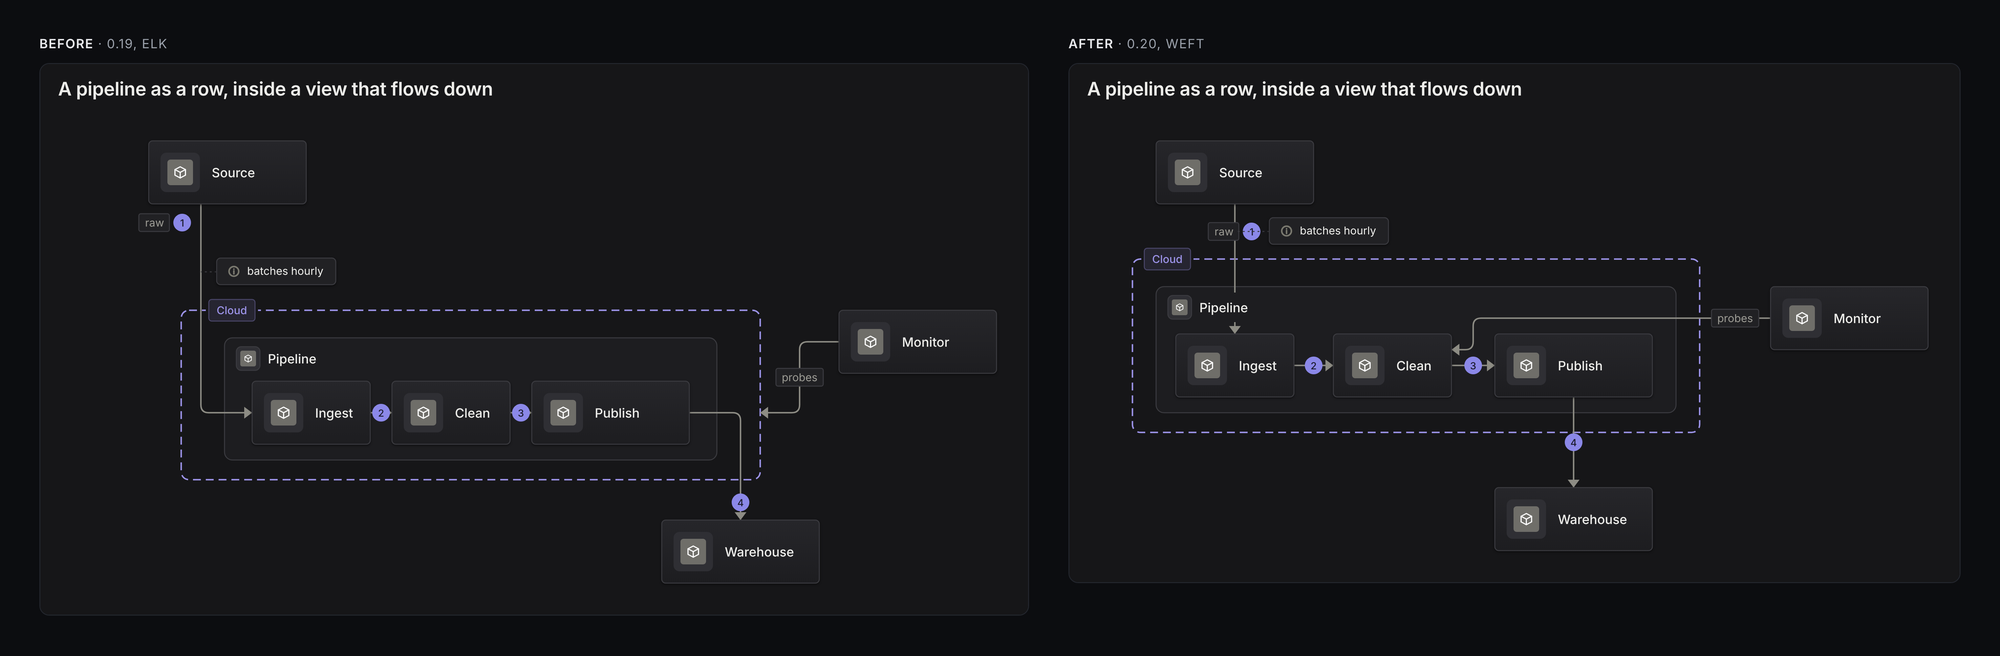 BEFORE · 0.19, ELK
A pipeline as a row, inside a view that flows down
Source
raw
1
batches hourly
Cloud
Pipeline
Ingest
2
Clean
3
Publish
Monitor
probes
4
Warehouse
AFTER · 0.20, WEFT
A pipeline as a row, inside a view that flows down
Source
raw
1
batches hourly
Cloud
Pipeline
probes
Monitor
Ingest
2
Clean
3
Publish
4
Warehouse